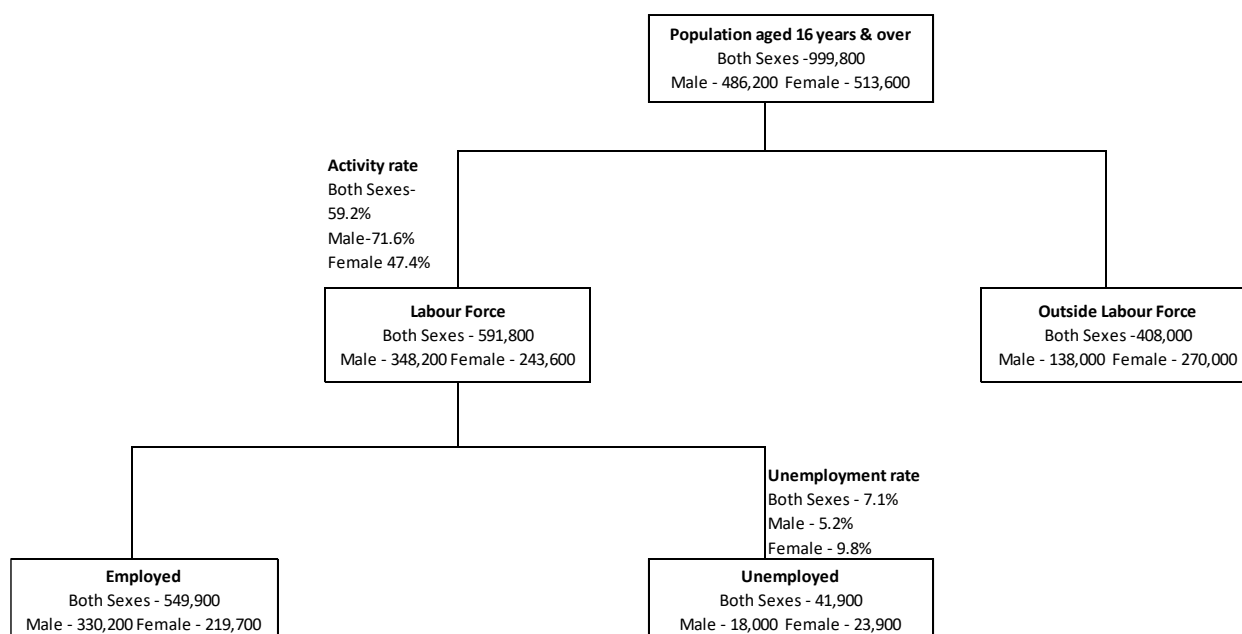 Population aged 16 years & over
Both Sexes -999,800
Male - 486,200 Female - 513,600
Activity rate
Both Sexes-
59.2%
Male-71.6%
Female 47.4%
Labour Force
Both Sexes - 591,800
Male - 348,200 Female - 243,600
Outside Labour Force
Both Sexes -408,000
Male - 138,000 Female - 270,000
Unemployment rate
Both Sexes - 7.1%
Male - 5.2%
Female - 9.8%
Employed
Both Sexes - 549,900
Male - 330,200 Female - 219,700
Unemployed
Both Sexes - 41,900
Male - 18,000 Female - 23,900